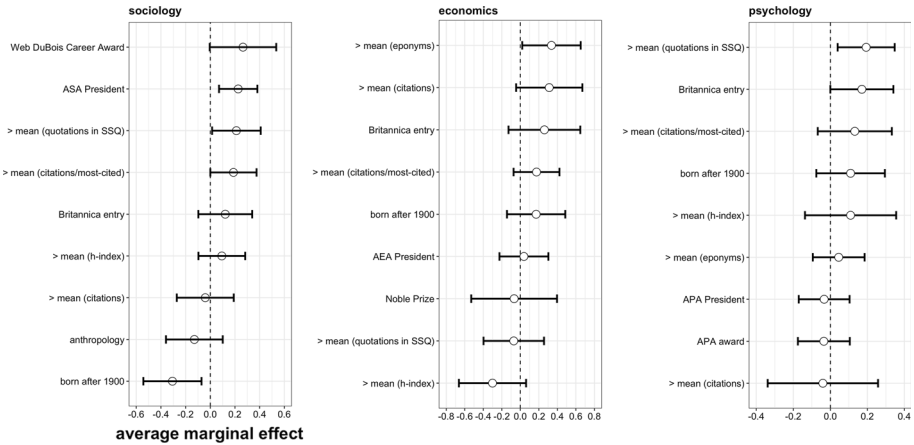 sociology
Web DuBois Career Award
ASA President
> mean (quotations in SSQ)
> mean (citations/most-cited)
Britannica entry
> mean (h-index)
> mean (citations)
anthropology
born after 1900
-0.6 -0.4 -0.2 0.0 0.2 0.4 0.6
average marginal effect
economics
> mean (eponyms)
> mean (citations)
Britannica entry
> mean (citations/most-cited)
born after 1900
AEA President
Noble Prize
> mean (quotations in SSQ)
> mean (h-index)
-0.8 -0.6 -0.4 -0.2 0.0 0.2 0.4 0.6 0.8
psychology
> mean (quotations in SSQ)
Britannica entry
> mean (citations/most-cited)
born after 1900
> mean (h-index)
> mean (eponyms)
APA President
APA award
> mean (citations)
-0.4 -0.2 0.0 0.2 0.4